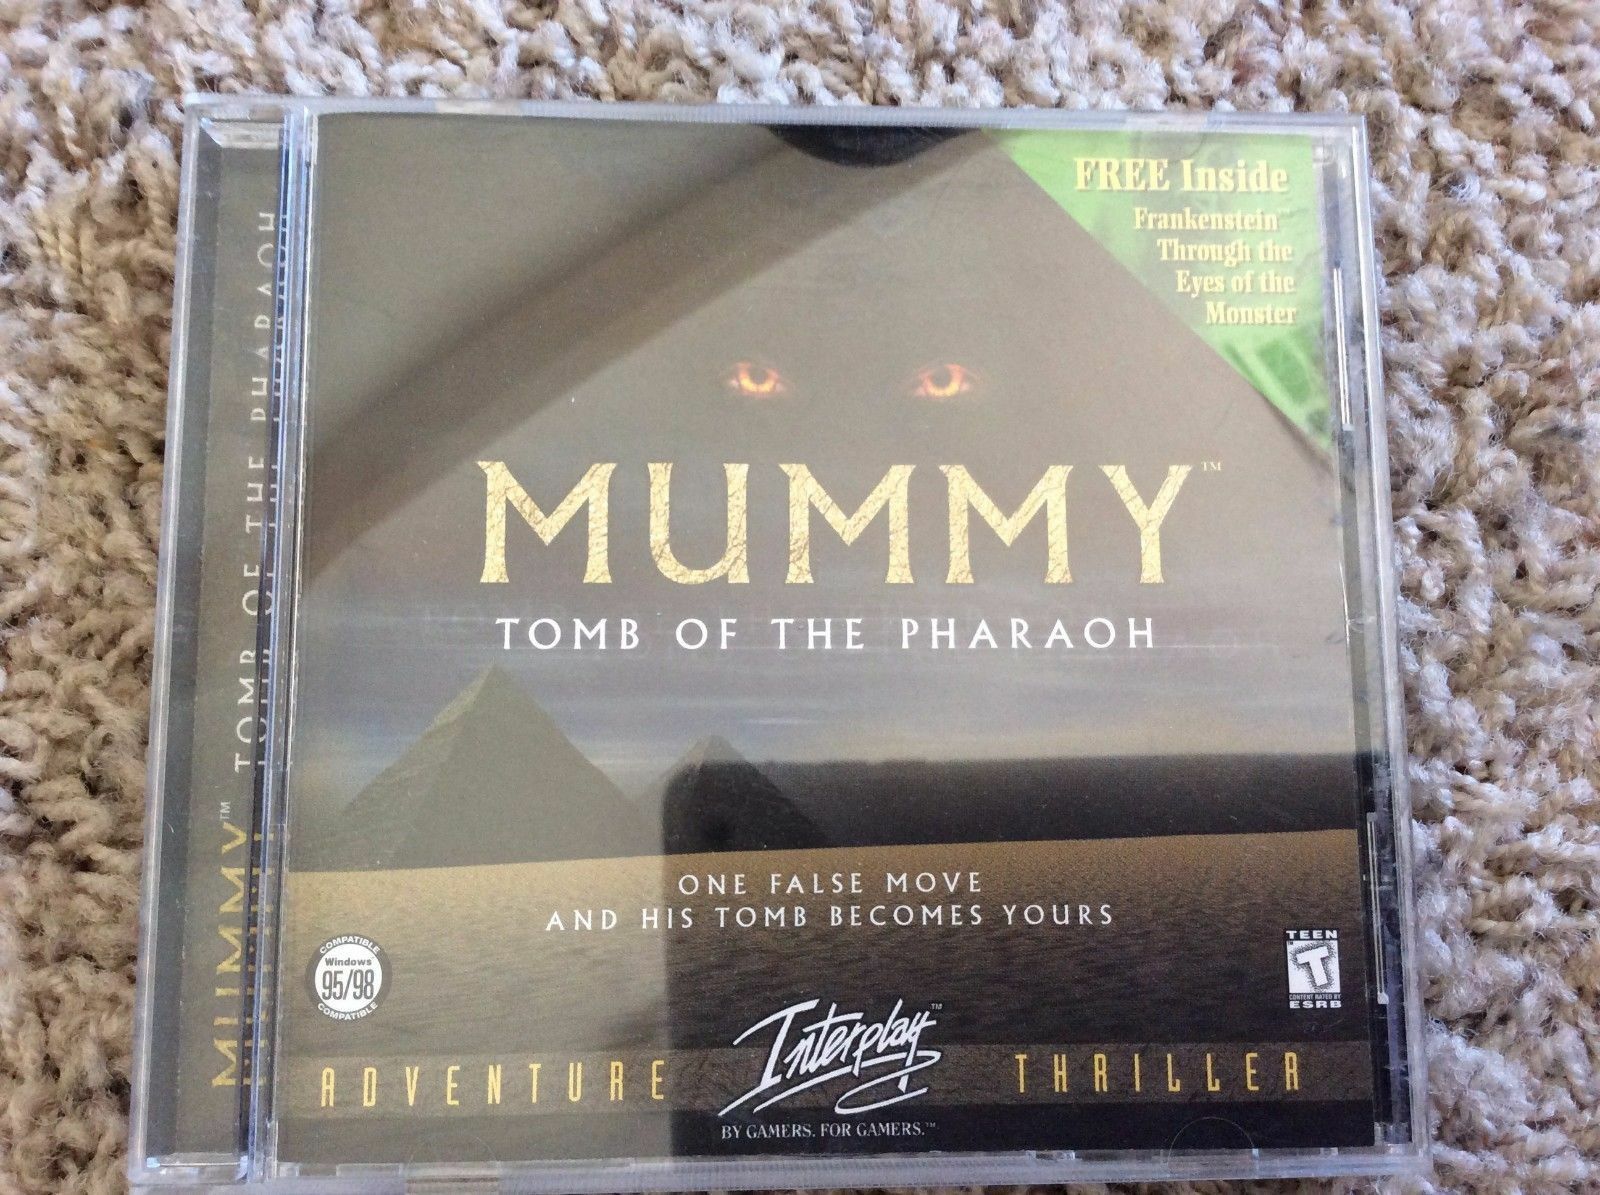 FREE Inside
Frankenstein™
Through the
Eyes of the
Monster
MUMMY™
TOMB OF THE PHARAOH
ONE FALSE MOVE
AND HIS TOMB BECOMES YOURS
COMPATIBLE
Windows
95/98
COMPATIBLE
TEEN
T
CONTENT RATED BY
ESRB
Interplay™
ADVENTURE THRILLER
BY GAMERS. FOR GAMERS.™
MUMMY™ TOMB OF THE PHARAOH